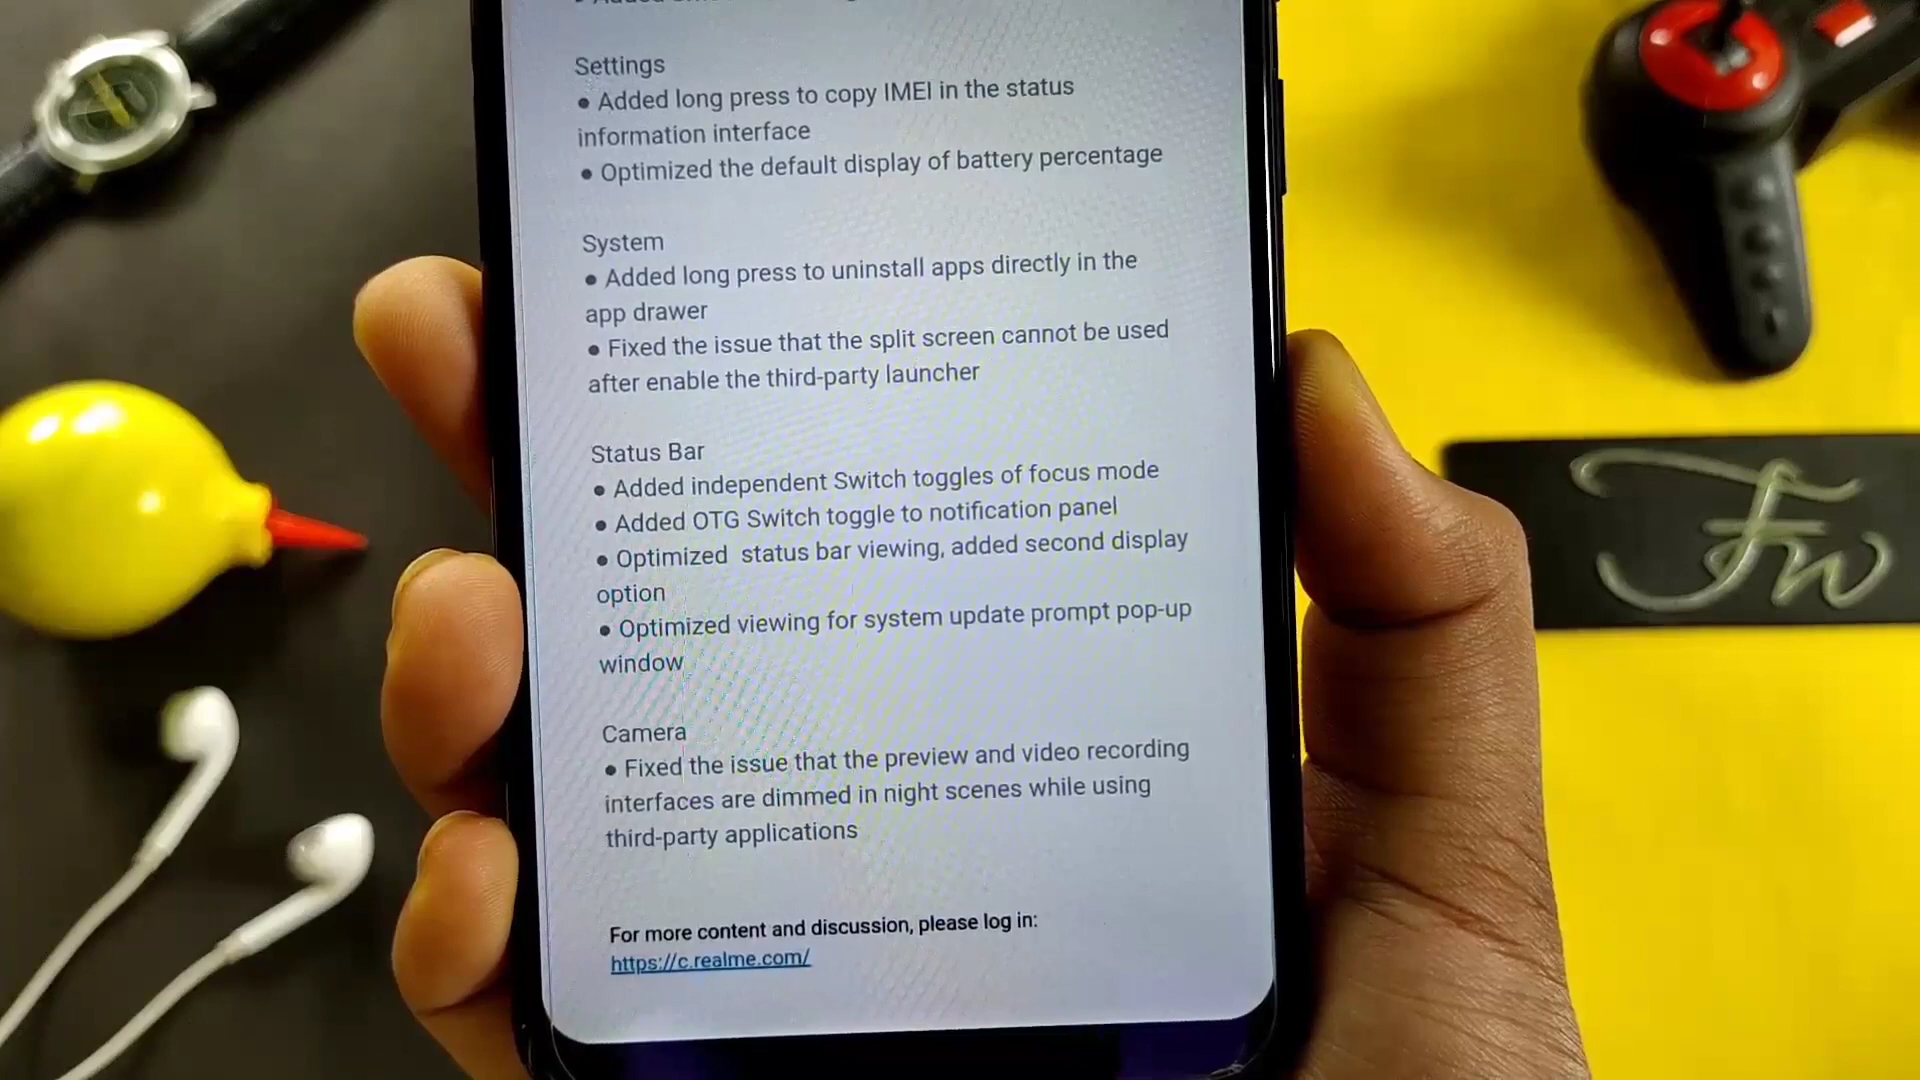 Settings
● Added long press to copy IMEI in the status
information interface
● Optimized the default display of battery percentage
System
● Added long press to uninstall apps directly in the
app drawer
● Fixed the issue that the split screen cannot be used
after enable the third-party launcher
Status Bar
● Added independent Switch toggles of focus mode
● Added OTG Switch toggle to notification panel
● Optimized  status bar viewing, added second display
option
● Optimized viewing for system update prompt pop-up
window
Camera
● Fixed the issue that the preview and video recording
interfaces are dimmed in night scenes while using
third-party applications
For more content and discussion, please log in:
https://c.realme.com/
Fw